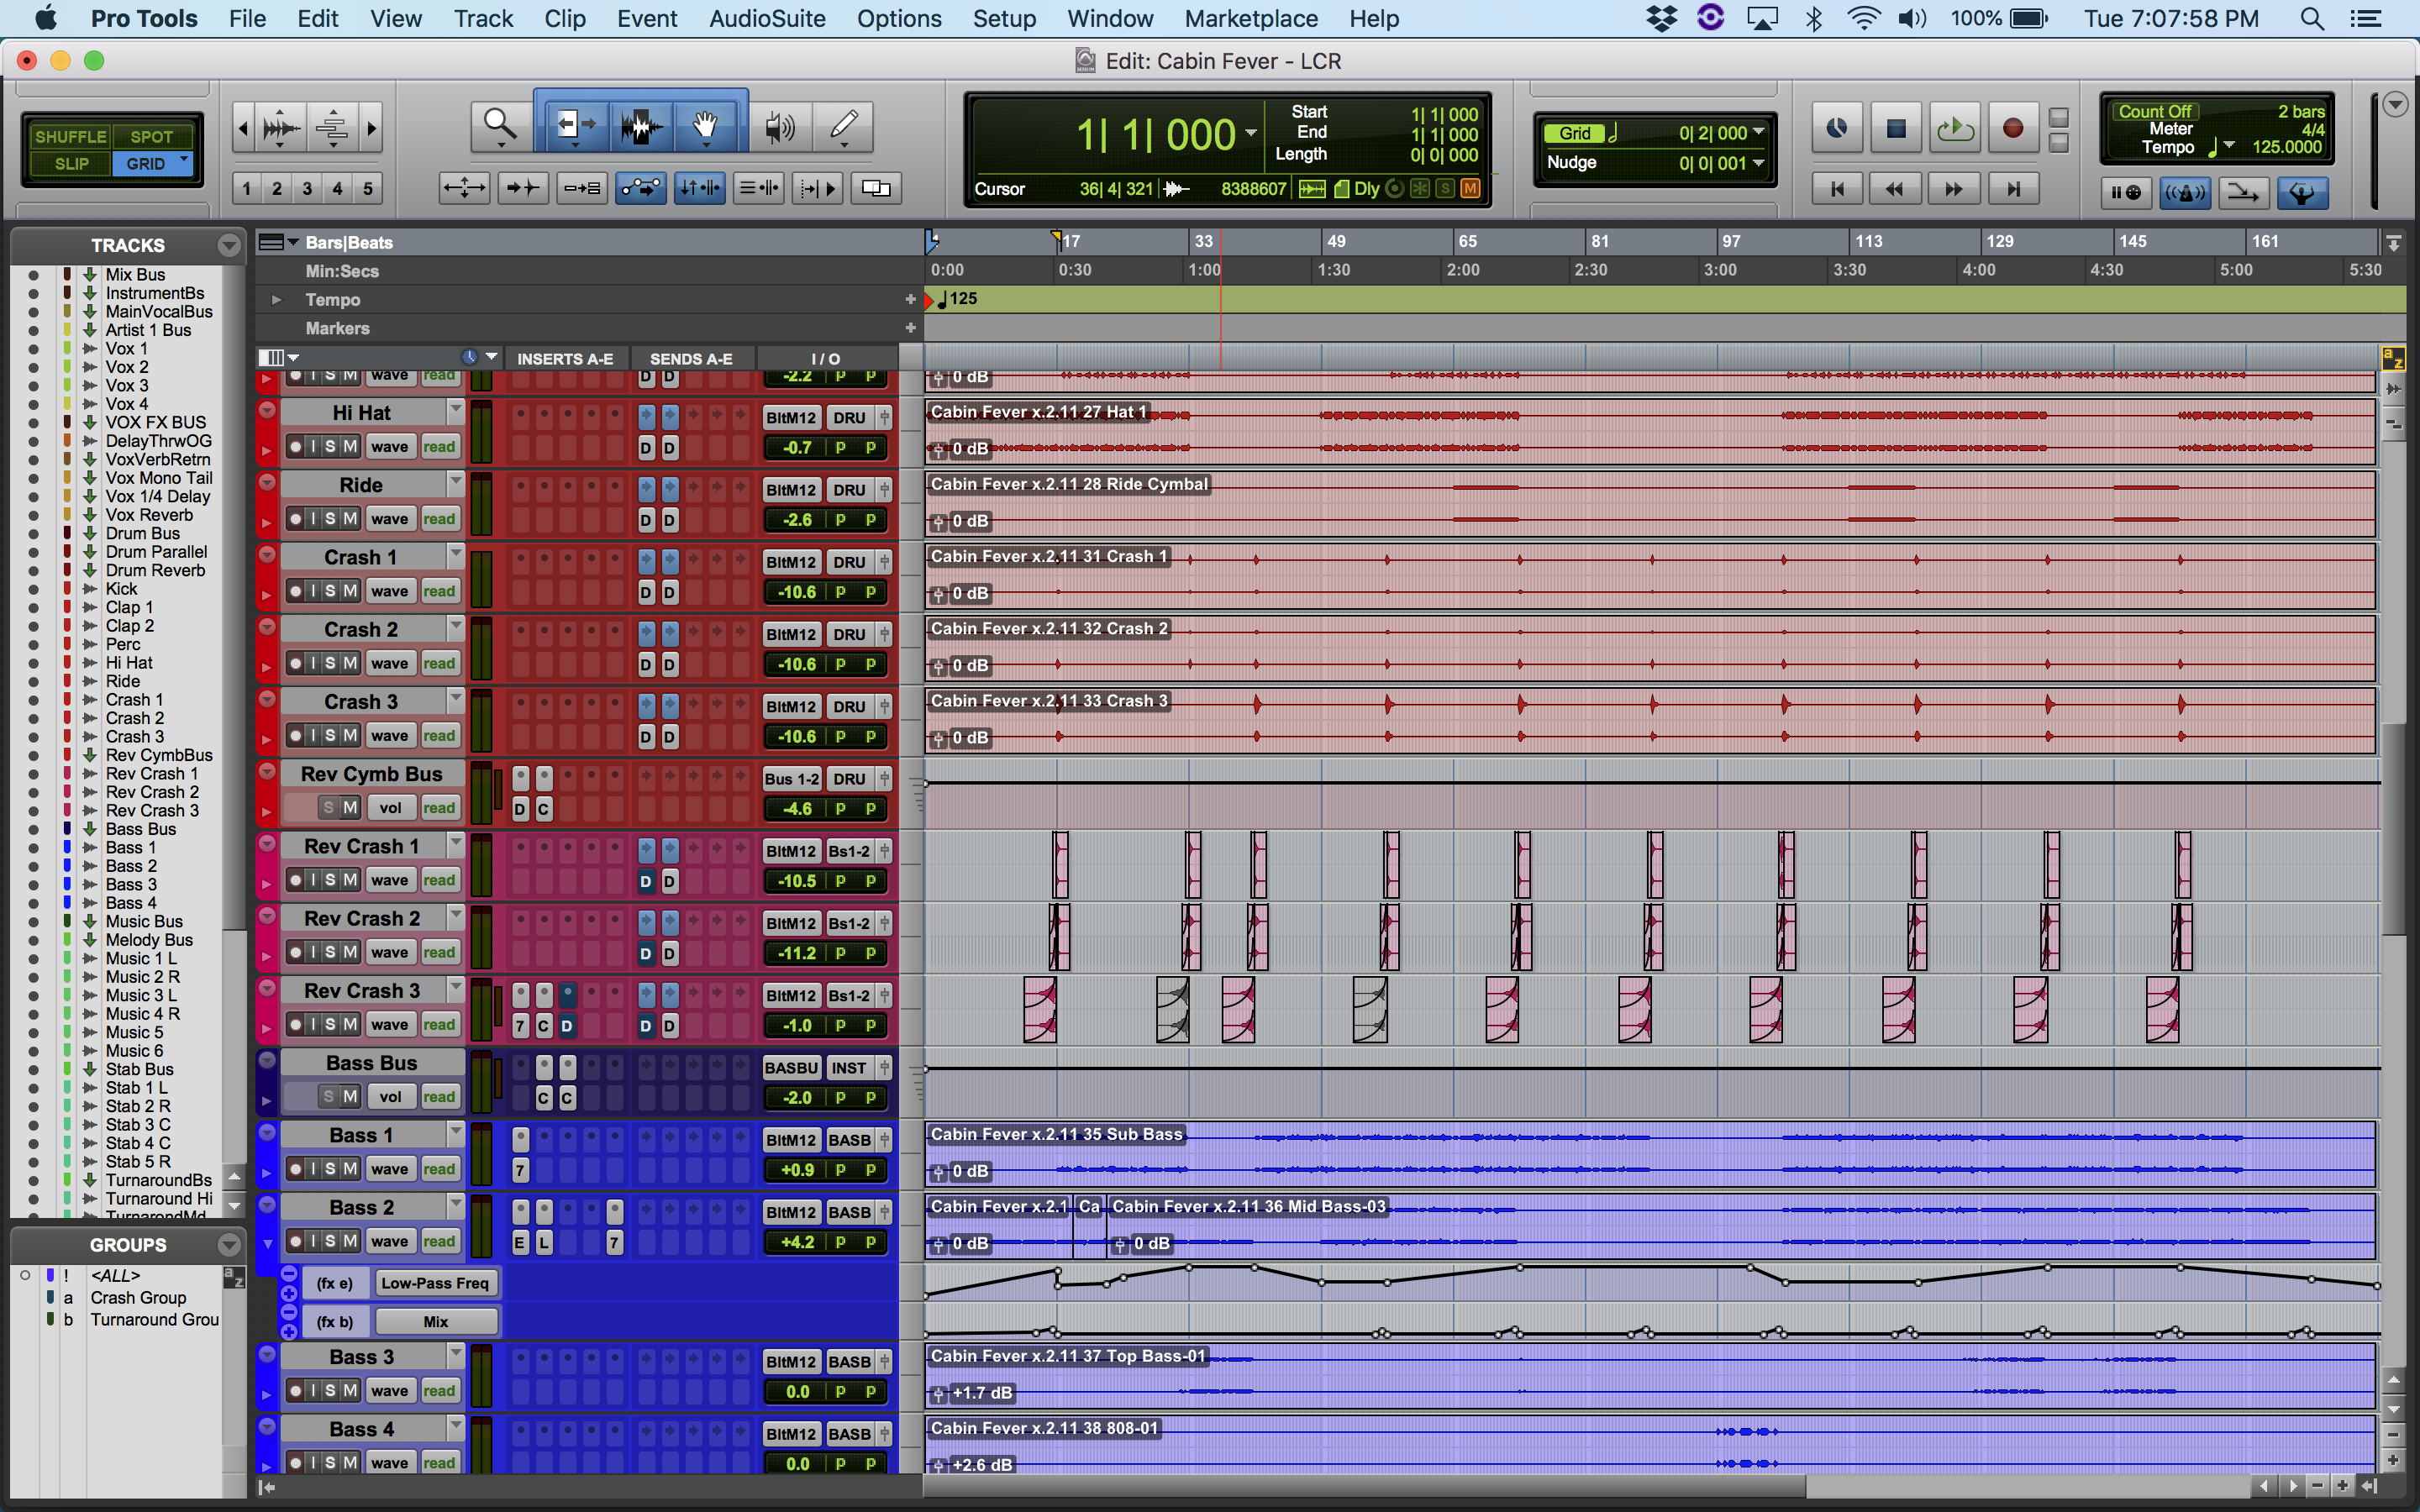 Pro Tools File Edit View Track Clip Event AudioSuite Options Setup Window Marketplace Help 100% Tue 7:07:58 PM
Edit: Cabin Fever - LCR
SHUFFLE SPOT
SLIP GRID
1 2 3 4 5
1| 1| 000
Start 1| 1| 000
End 1| 1| 000
Length 0| 0| 000
Cursor 36| 4| 321 8388607 Dly S M
Grid 0| 2| 000
Nudge 0| 0| 001
Count Off 2 bars
Meter 4/4
Tempo 125.0000
TRACKS
Mix Bus
InstrumentBs
MainVocalBus
Artist 1 Bus
Vox 1
Vox 2
Vox 3
Vox 4
VOX FX BUS
DelayThrwOG
VoxVerbRetrn
Vox Mono Tail
Vox 1/4 Delay
Vox Reverb
Drum Bus
Drum Parallel
Drum Reverb
Kick
Clap 1
Clap 2
Perc
Hi Hat
Ride
Crash 1
Crash 2
Crash 3
Rev CymbBus
Rev Crash 1
Rev Crash 2
Rev Crash 3
Bass Bus
Bass 1
Bass 2
Bass 3
Bass 4
Music Bus
Melody Bus
Music 1 L
Music 2 R
Music 3 L
Music 4 R
Music 5
Music 6
Stab Bus
Stab 1 L
Stab 2 R
Stab 3 C
Stab 4 C
Stab 5 R
TurnaroundBs
Turnaround Hi
TurnarondMd
GROUPS
! <ALL>
a Crash Group
b Turnaround Grou
Bars|Beats 17 33 49 65 81 97 113 129 145 161
Min:Secs 0:00 0:30 1:00 1:30 2:00 2:30 3:00 3:30 4:00 4:30 5:00 5:30
Tempo 125
Markers
INSERTS A-E SENDS A-E I / O
I S M wave read D D -2.2 P P 0 dB
Hi Hat BltM12 DRU Cabin Fever x.2.11 27 Hat 1
I S M wave read D D -0.7 P P 0 dB
Ride BltM12 DRU Cabin Fever x.2.11 28 Ride Cymbal
I S M wave read D D -2.6 P P 0 dB
Crash 1 BltM12 DRU Cabin Fever x.2.11 31 Crash 1
I S M wave read D D -10.6 P P 0 dB
Crash 2 BltM12 DRU Cabin Fever x.2.11 32 Crash 2
I S M wave read D D -10.6 P P 0 dB
Crash 3 BltM12 DRU Cabin Fever x.2.11 33 Crash 3
I S M wave read D D -10.6 P P 0 dB
Rev Cymb Bus Bus 1-2 DRU
S M vol read D C -4.6 P P
Rev Crash 1 BltM12 Bs1-2
I S M wave read D D -10.5 P P
Rev Crash 2 BltM12 Bs1-2
I S M wave read D D -11.2 P P
Rev Crash 3 BltM12 Bs1-2
I S M wave read 7 C D D D -1.0 P P
Bass Bus BASBU INST
S M vol read C C -2.0 P P
Bass 1 BltM12 BASB Cabin Fever x.2.11 35 Sub Bass
I S M wave read 7 +0.9 P P 0 dB
Bass 2 BltM12 BASB Cabin Fever x.2.1 Ca Cabin Fever x.2.11 36 Mid Bass-03
I S M wave read E L 7 +4.2 P P 0 dB 0 dB
(fx e) Low-Pass Freq
(fx b) Mix
Bass 3 BltM12 BASB Cabin Fever x.2.11 37 Top Bass-01
I S M wave read 0.0 P P +1.7 dB
Bass 4 BltM12 BASB Cabin Fever x.2.11 38 808-01
I S M wave read 0.0 P P +2.6 dB